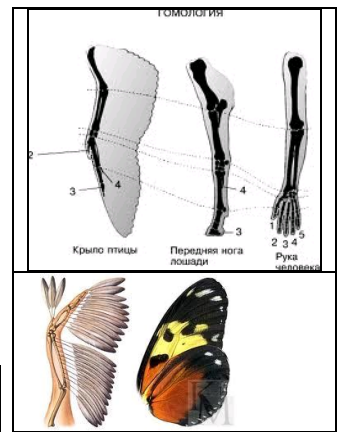 ГОМОЛОГИЯ
2
3
4
4
3
1
2 3 4 5
Крыло птицы
Передняя нога
лошади
Рука
человека